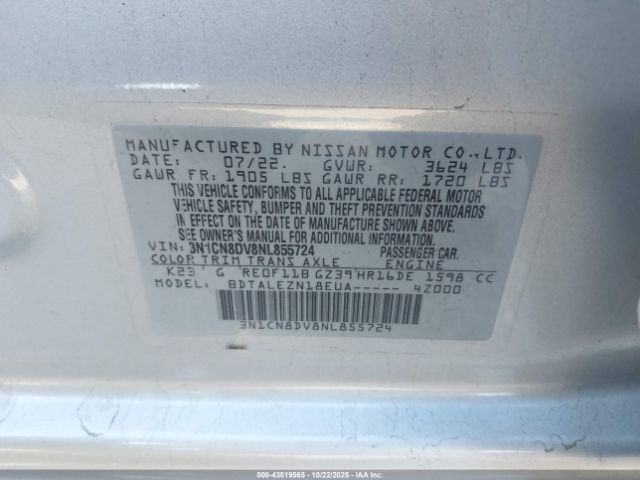 MANUFACTURED BY NISSAN MOTOR CO., LTD.
DATE: 07/22. GVWR: 3624 LBS
GAWR FR: 1905 LBS GAWR RR: 1720 LBS
THIS VEHICLE CONFORMS TO ALL APPLICABLE FEDERAL MOTOR
VEHICLE SAFETY, BUMPER AND THEFT PREVENTION STANDARDS
IN EFFECT ON THE DATE OF MANUFACTURE SHOWN ABOVE.
SEE OWNER'S MANUAL FOR ADDITIONAL INFORMATION
VIN: 3N1CN8DV8NL855724 PASSENGER CAR.
COLOR TRIM TRANS AXLE ENGINE
K23 G RE0F11B GZ39 HR16DE 1598 CC
MODEL: BDTALEZN18EUA----- 4Z000
3N1CN8DV8NL855724
000-43519565 - 10/22/2025 - IAA Inc.